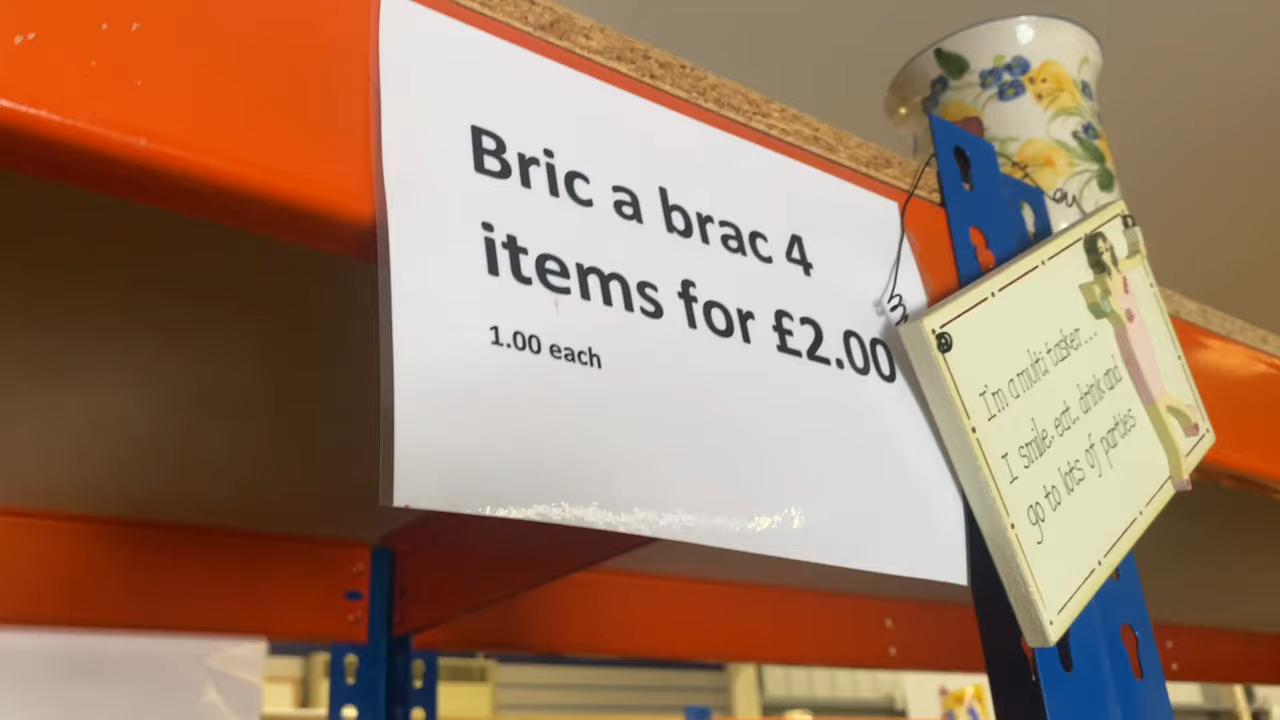 Bric a brac 4
items for £2.00
1.00 each
I'm a multi tasker...
I smile, eat, drink and
go to lots of parties